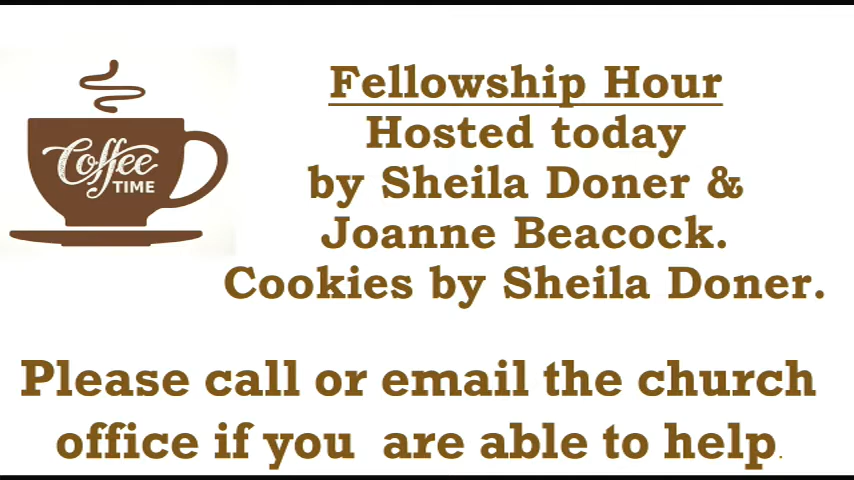 Coffee
TIME
Fellowship Hour
Hosted today
by Sheila Doner &
Joanne Beacock.
Cookies by Sheila Doner.
Please call or email the church
office if you are able to help.